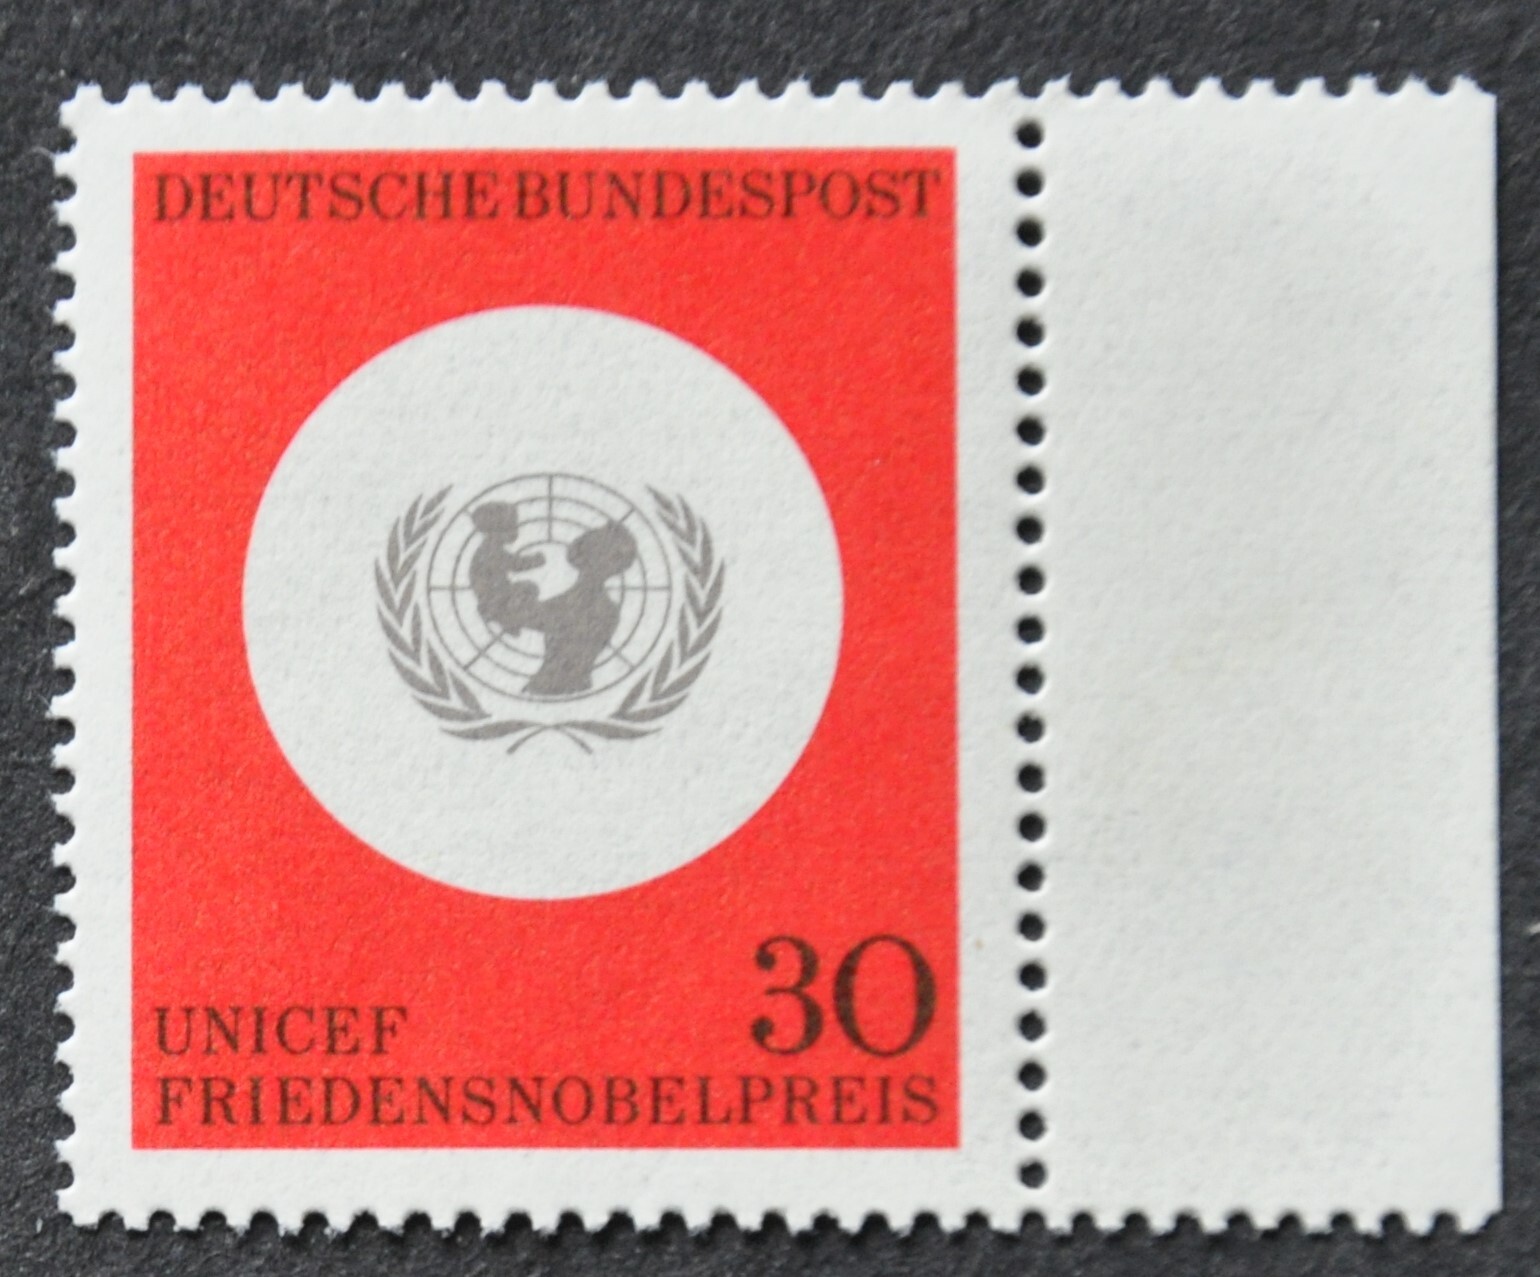 DEUTSCHE BUNDESPOST
30
UNICEF
FRIEDENSNOBELPREIS